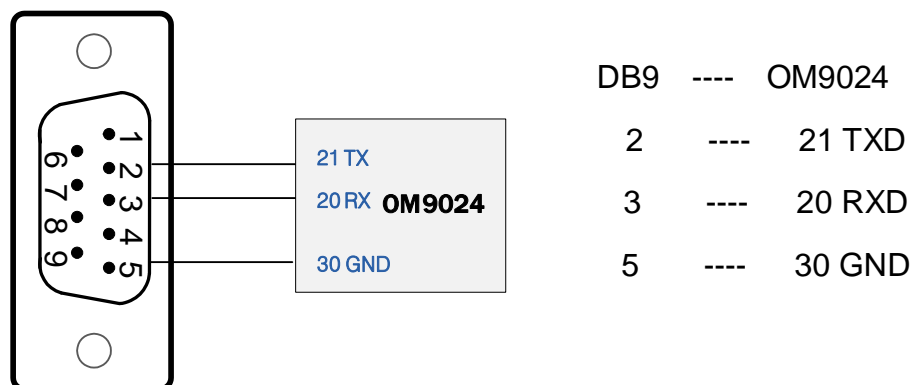 1
2
3
4
5
6
7
8
9
21 TX
20 RX OM9024
30 GND
DB9 ---- OM9024
2 ---- 21 TXD
3 ---- 20 RXD
5 ---- 30 GND